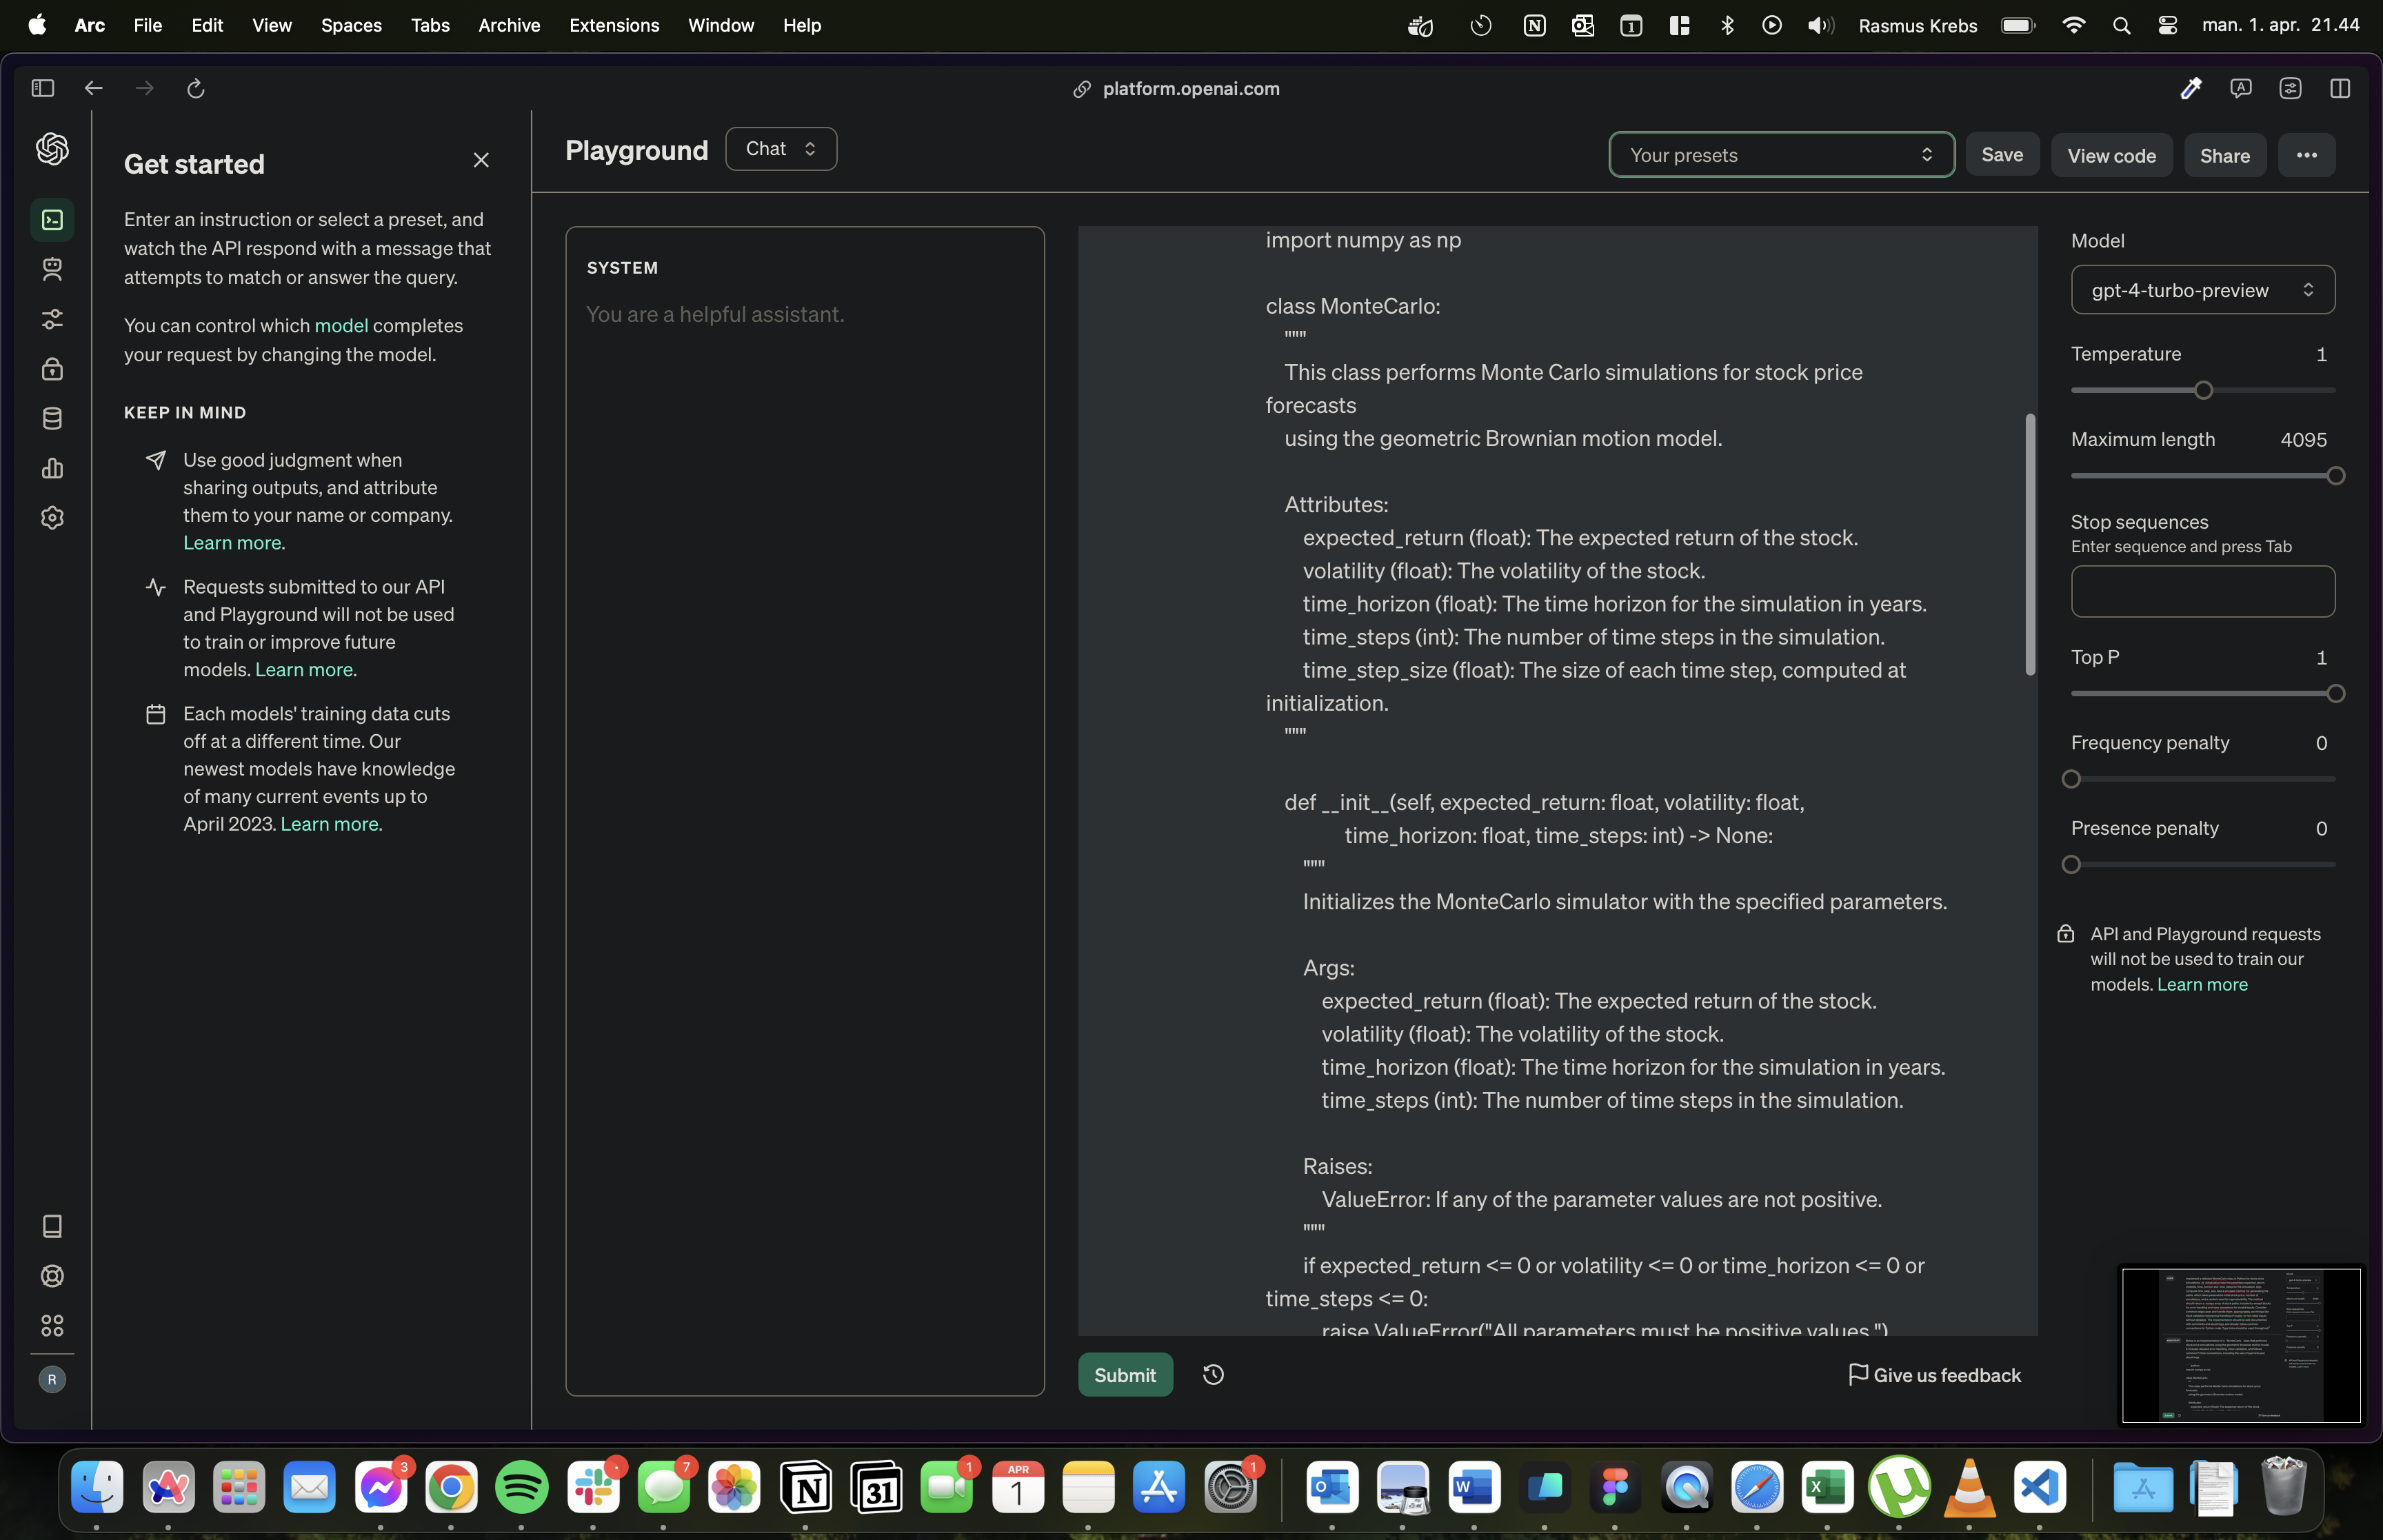 Arc File Edit View Spaces Tabs Archive Extensions Window Help
1 Rasmus Krebs man. 1. apr. 21.44
platform.openai.com
Get started
Enter an instruction or select a preset, and
watch the API respond with a message that
attempts to match or answer the query.
You can control which model completes
your request by changing the model.
KEEP IN MIND
Use good judgment when
sharing outputs, and attribute
them to your name or company.
Learn more.
Requests submitted to our API
and Playground will not be used
to train or improve future
models. Learn more.
Each models' training data cuts
off at a different time. Our
newest models have knowledge
of many current events up to
April 2023. Learn more.
R
Playground Chat
Your presets Save View code Share •••
SYSTEM
You are a helpful assistant.
import numpy as np
class MonteCarlo:
"""
This class performs Monte Carlo simulations for stock price
forecasts
using the geometric Brownian motion model.
Attributes:
expected_return (float): The expected return of the stock.
volatility (float): The volatility of the stock.
time_horizon (float): The time horizon for the simulation in years.
time_steps (int): The number of time steps in the simulation.
time_step_size (float): The size of each time step, computed at
initialization.
"""
def __init__(self, expected_return: float, volatility: float,
time_horizon: float, time_steps: int) -> None:
"""
Initializes the MonteCarlo simulator with the specified parameters.
Args:
expected_return (float): The expected return of the stock.
volatility (float): The volatility of the stock.
time_horizon (float): The time horizon for the simulation in years.
time_steps (int): The number of time steps in the simulation.
Raises:
ValueError: If any of the parameter values are not positive.
"""
if expected_return <= 0 or volatility <= 0 or time_horizon <= 0 or
time_steps <= 0:
raise ValueError("All parameters must be positive values.")
Submit
Give us feedback
Model
gpt-4-turbo-preview
Temperature 1
Maximum length 4095
Stop sequences
Enter sequence and press Tab
Top P 1
Frequency penalty 0
Presence penalty 0
API and Playground requests
will not be used to train our
models. Learn more
3 7 31 1 APR 1 1